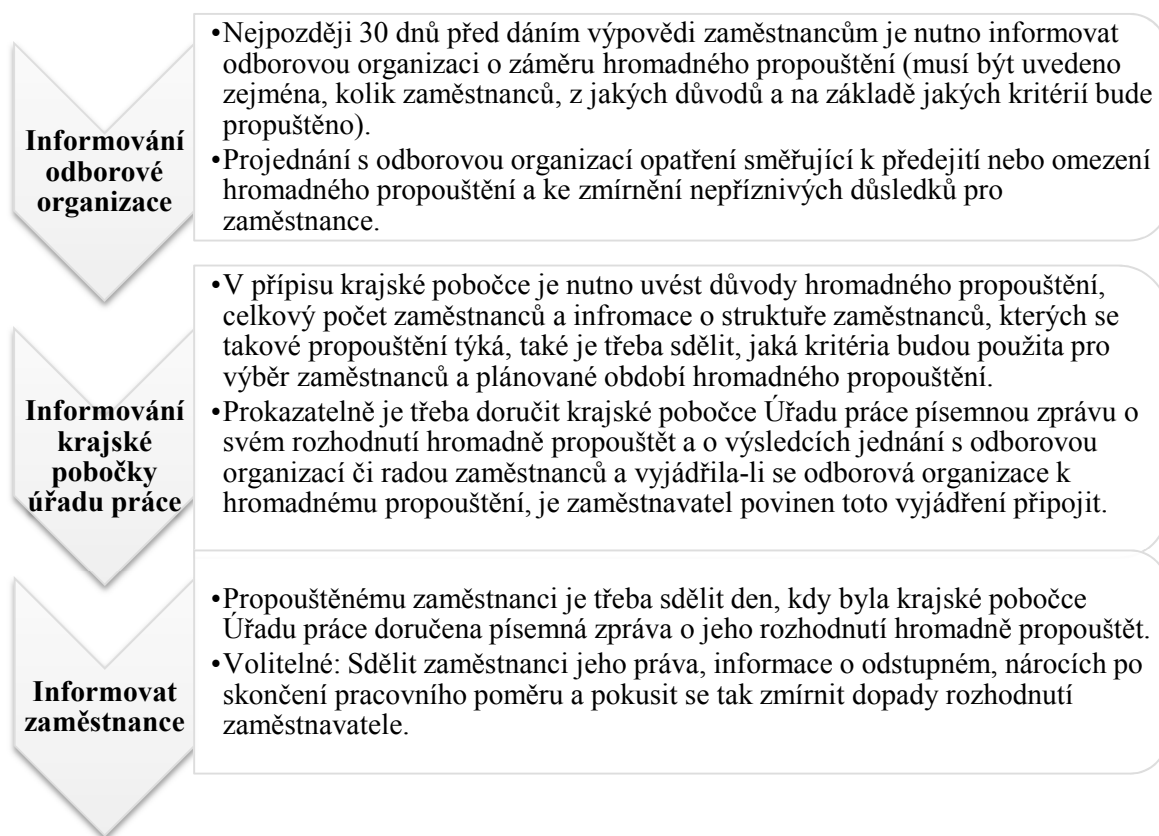 Informování
odborové
organizace
•Nejpozději 30 dnů před dáním výpovědi zaměstnancům je nutno informovat
odborovou organizaci o záměru hromadného propouštění (musí být uvedeno
zejména, kolik zaměstnanců, z jakých důvodů a na základě jakých kritérií bude
propuštěno).
•Projednání s odborovou organizací opatření směřující k předejití nebo omezení
hromadného propouštění a ke zmírnění nepříznivých důsledků pro
zaměstnance.
Informování
krajské
pobočky
úřadu práce
•V přípisu krajské pobočce je nutno uvést důvody hromadného propouštění,
celkový počet zaměstnanců a infromace o struktuře zaměstnanců, kterých se
takové propouštění týká, také je třeba sdělit, jaká kritéria budou použita pro
výběr zaměstnanců a plánované období hromadného propouštění.
•Prokazatelně je třeba doručit krajské pobočce Úřadu práce písemnou zprávu o
svém rozhodnutí hromadně propouštět a o výsledcích jednání s odborovou
organizací či radou zaměstnanců a vyjádřila-li se odborová organizace k
hromadnému propouštění, je zaměstnavatel povinen toto vyjádření připojit.
Informovat
zaměstnance
•Propouštěnému zaměstnanci je třeba sdělit den, kdy byla krajské pobočce
Úřadu práce doručena písemná zpráva o jeho rozhodnutí hromadně propouštět.
•Volitelné: Sdělit zaměstnanci jeho práva, informace o odstupném, nárocích po
skončení pracovního poměru a pokusit se tak zmírnit dopady rozhodnutí
zaměstnavatele.